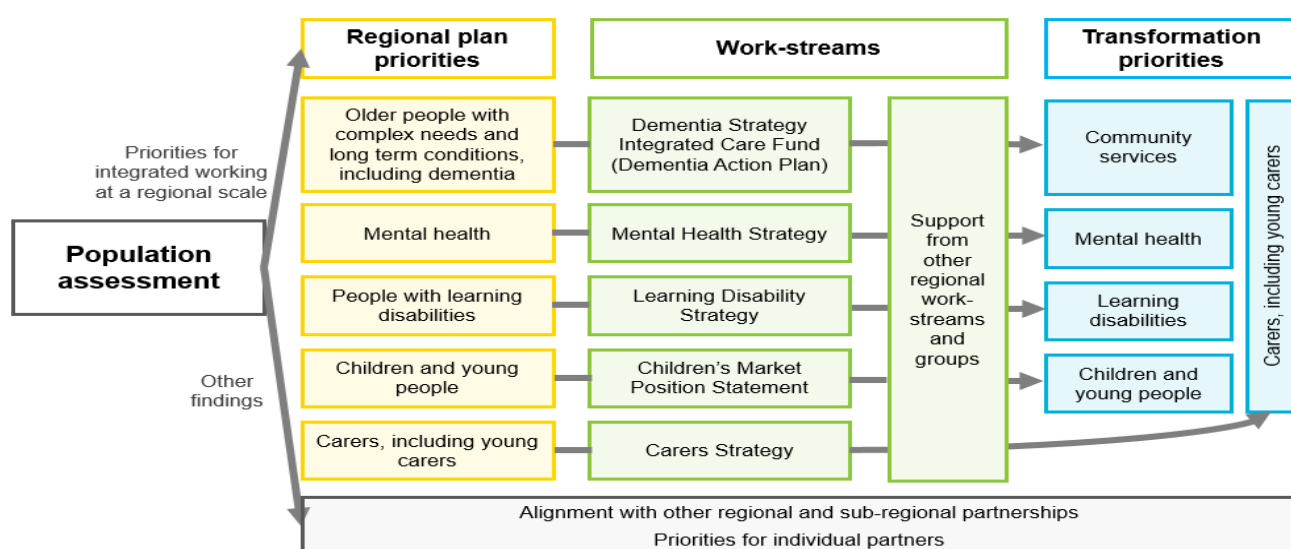 Regional plan
priorities
Work-streams
Transformation
priorities
Priorities for
integrated working
at a regional scale
Population
assessment
Other
findings
Older people with
complex needs and
long term conditions,
including dementia
Dementia Strategy
Integrated Care Fund
(Dementia Action Plan)
Community
services
Mental health
Mental Health Strategy
Mental health
People with learning
disabilities
Learning Disability
Strategy
Learning
disabilities
Children and young
people
Children’s Market
Position Statement
Children and
young people
Carers, including young
carers
Carers Strategy
Support
from
other
regional
work-
streams
and
groups
Carers, including young carers
Alignment with other regional and sub-regional partnerships
Priorities for individual partners